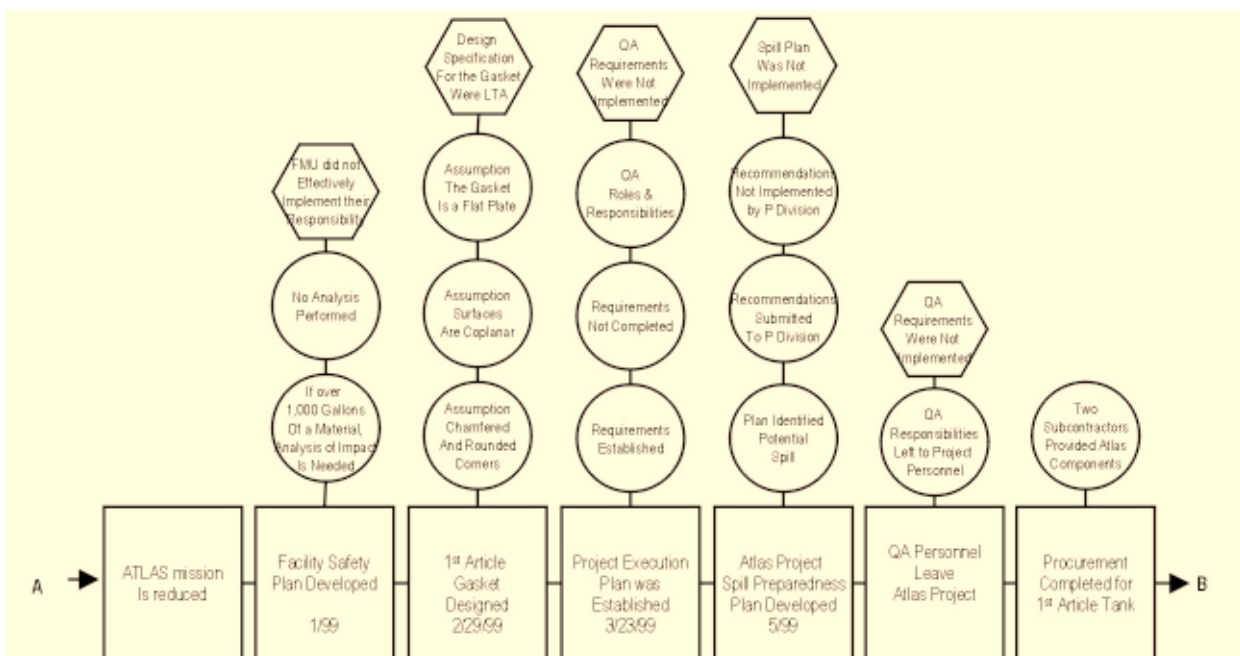 Design
Specification
For the Gasket
Were LTA
QA
Requirements
Were Not
Implemented
Spill Plan
Was Not
Implemented
FMU did not
Effectively
Implement their
Responsibility
Assumption
The Gasket
Is a Flat Plate
QA
Roles &
Responsibilities
Recommendations
Not Implemented
by P Division
No Analysis
Performed
Assumption
Surfaces
Are Coplanar
Requirements
Not Completed
Recommendations
Submitted
To P Division
QA
Requirements
Were Not
Implemented
If over
1,000 Gallons
Of a Material,
Analysis of Impact
Is Needed
Assumption
Chamfered
And Rounded
Corners
Requirements
Established
Plan Identified
Potential
Spill
QA
Responsibilities
Left to Project
Personnel
Two
Subcontractors
Provided Atlas
Components
A
ATLAS mission
Is reduced
Facility Safety
Plan Developed
1/99
1st Article
Gasket
Designed
2/29/99
Project Execution
Plan was
Established
3/23/99
Atlas Project
Spill Preparedness
Plan Developed
5/99
QA Personnel
Leave
Atlas Project
Procurement
Completed for
1st Article Tank
B